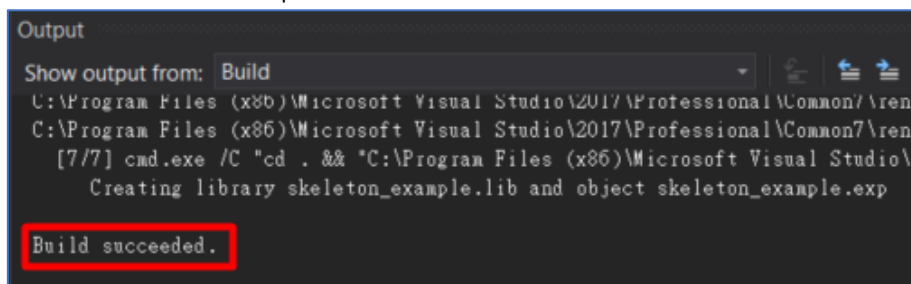 Output
Show output from: Build
C:\Program Files (x86)\Microsoft Visual Studio\2017\Professional\Common7\ren
C:\Program Files (x86)\Microsoft Visual Studio\2017\Professional\Common7\ren
[7/7] cmd.exe /C "cd . && "C:\Program Files (x86)\Microsoft Visual Studio\
Creating library skeleton_example.lib and object skeleton_example.exp
Build succeeded.